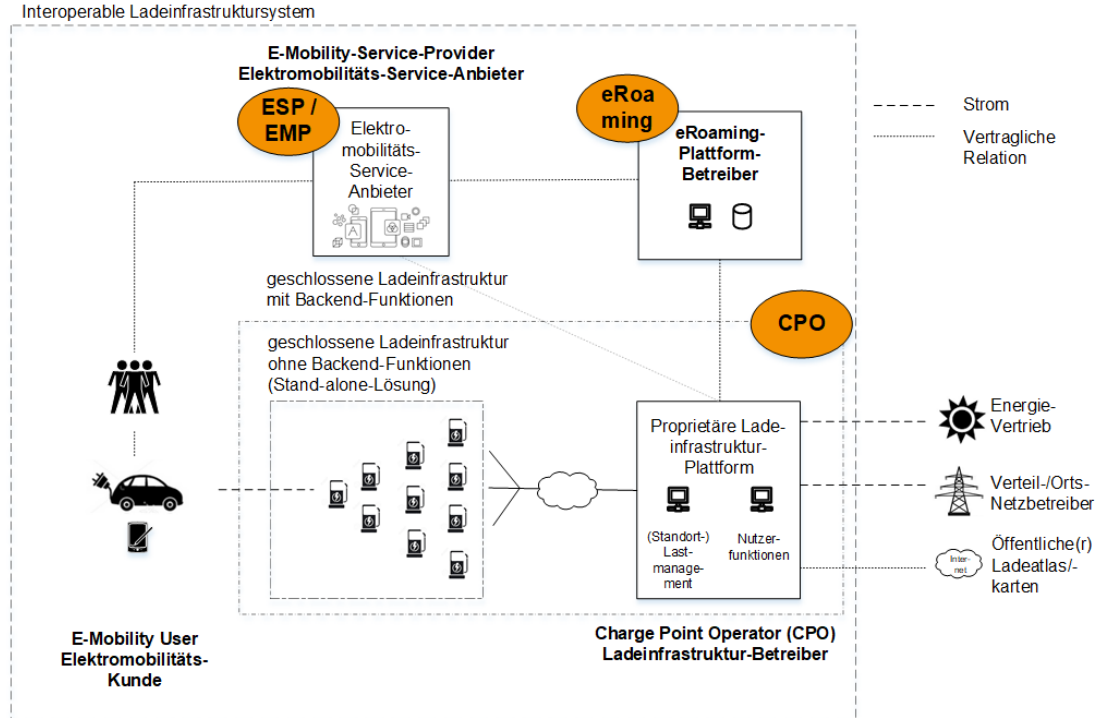 Interoperable Ladeinfrastruktursystem
E-Mobility-Service-Provider
Elektromobilitäts-Service-Anbieter
ESP /
EMP
Elektro-
mobilitäts-
Service-
Anbieter
A
eRoa
ming
eRoaming-
Plattform-
Betreiber
Strom
Vertragliche
Relation
geschlossene Ladeinfrastruktur
mit Backend-Funktionen
CPO
geschlossene Ladeinfrastruktur
ohne Backend-Funktionen
(Stand-alone-Lösung)
Proprietäre Lade-
infrastruktur-
Plattform
(Standort-)
Last-
manage-
ment
Nutzer-
funktionen
Energie-
Vertrieb
Verteil-/Orts-
Netzbetreiber
Inter-
net
Öffentliche(r)
Ladeatlas/-
karten
E-Mobility User
Elektromobilitäts-
Kunde
Charge Point Operator (CPO)
Ladeinfrastruktur-Betreiber